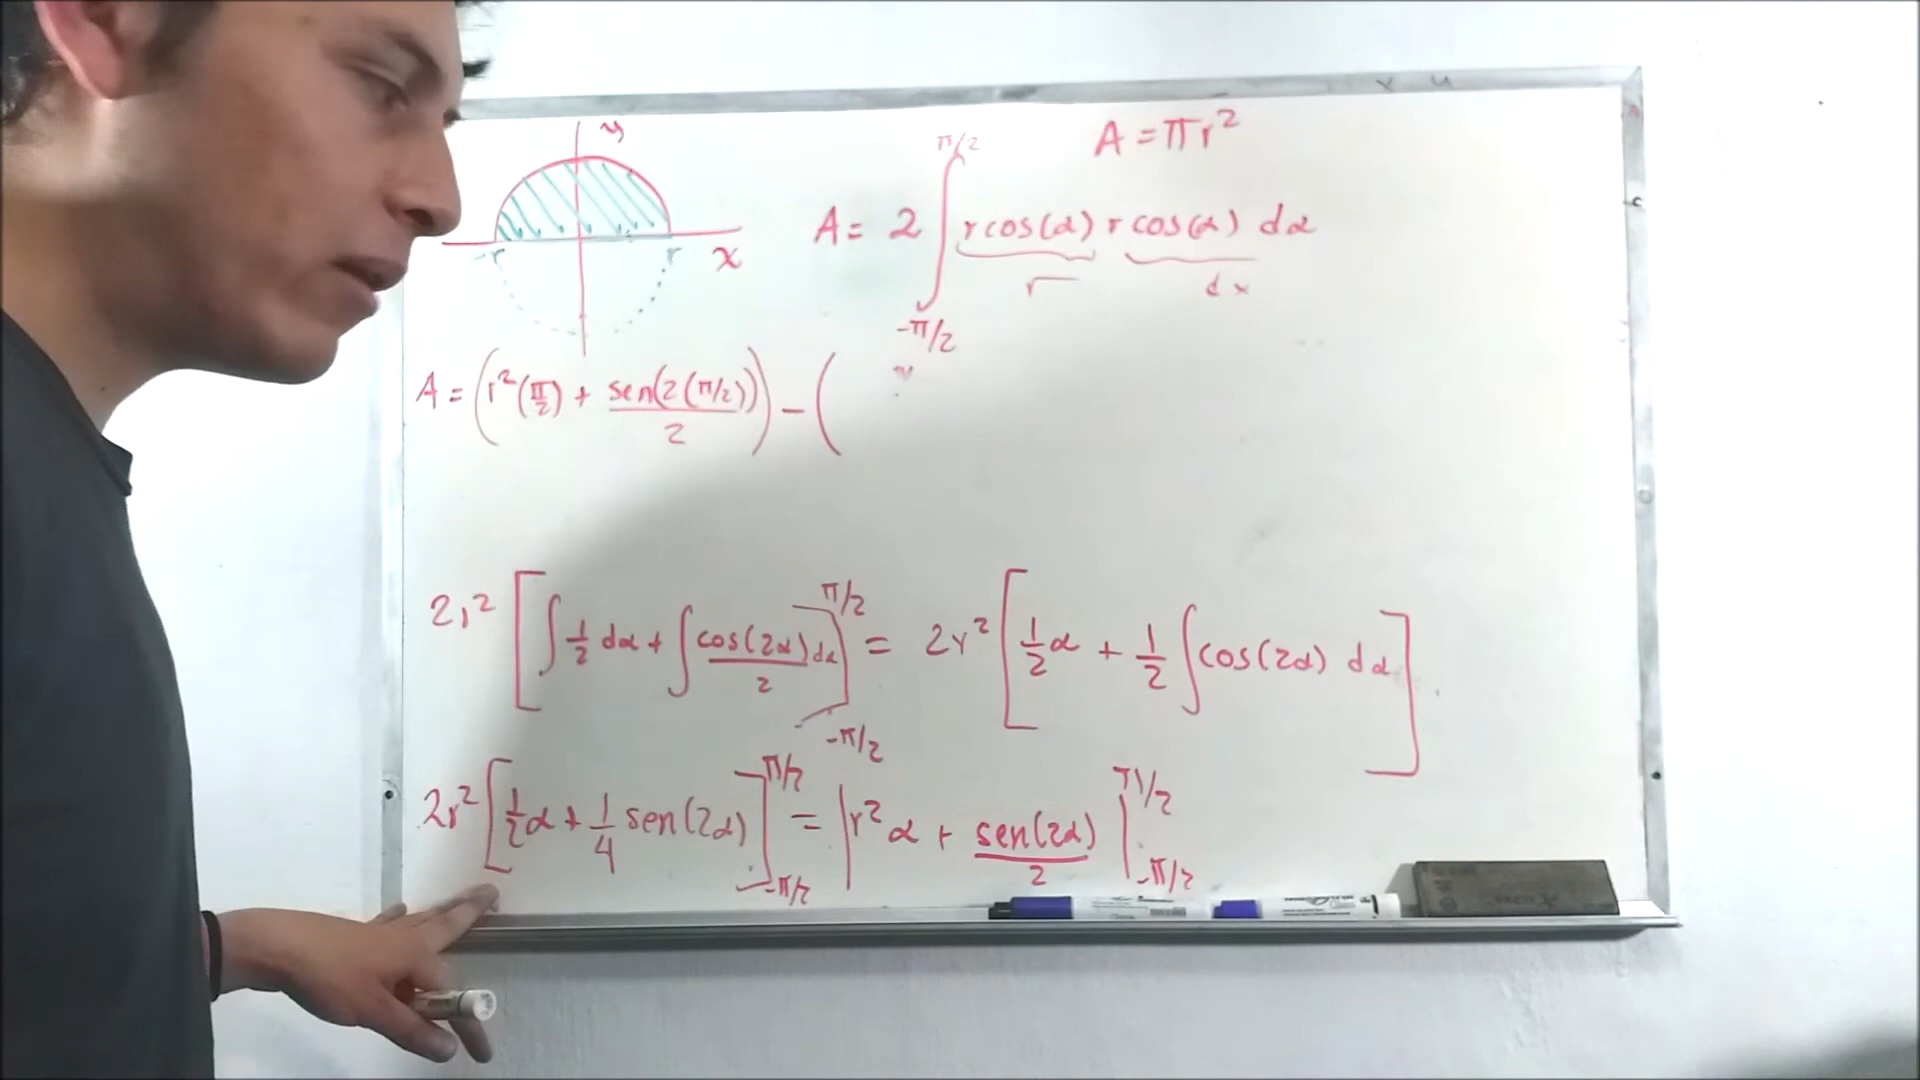 y
-r r x
A = πr²
A = 2 ∫_{-π/2}^{π/2} r cos(α) r cos(α) dα
r dx
A = (r²(π/2) + sen(2(π/2))/2) - (
2r² [∫ 1/2 dα + ∫ cos(2α)/2 dα]_{-π/2}^{π/2} = 2r² [1/2 α + 1/2 ∫ cos(2α) dα]
2r² [1/2 α + 1/4 sen(2α)]_{-π/2}^{π/2} = |r² α + sen(2α)/2|_{-π/2}^{π/2}